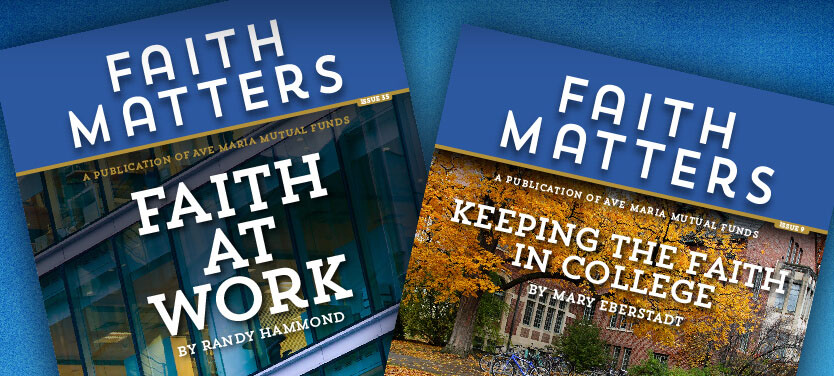 FAITH
MATTERS
ISSUE 35
A PUBLICATION OF AVE MARIA MUTUAL FUNDS
FAITH
AT
WORK
BY RANDY HAMMOND
FAITH
MATTERS
A PUBLICATION OF AVE MARIA MUTUAL FUNDS
ISSUE 9
KEEPING THE FAITH
IN COLLEGE
BY MARY EBERSTADT